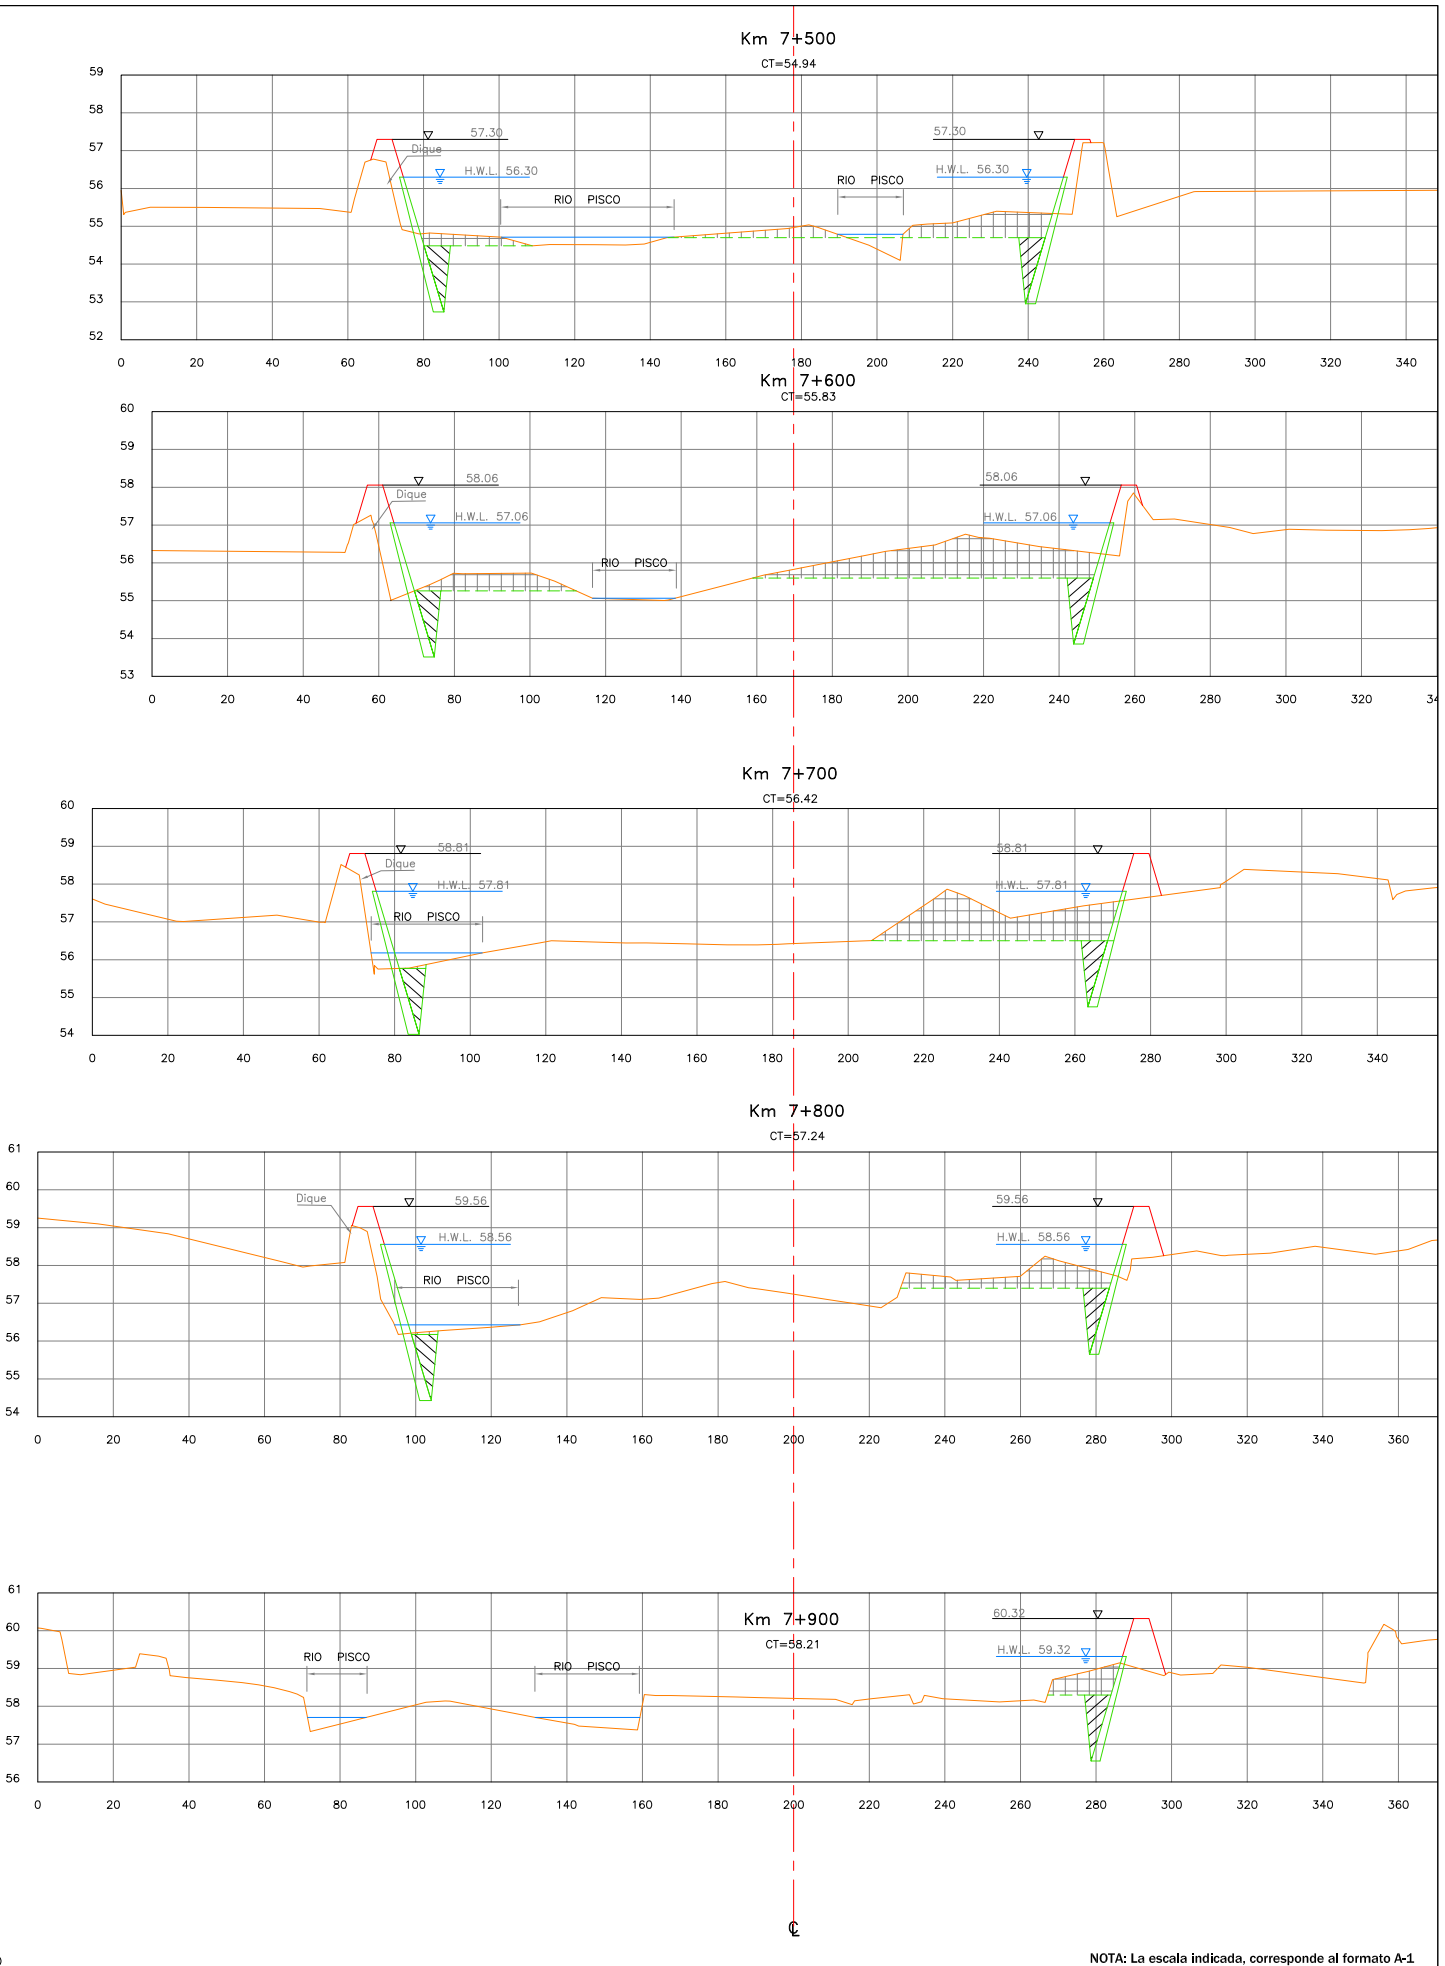 Km 7+500
CT=54.94
59
58
57
56
55
54
53
52
57.30
57.30
Dique
H.W.L. 56.30
H.W.L. 56.30
RIO PISCO
RIO PISCO
0 20 40 60 80 100 120 140 160 180 200 220 240 260 280 300 320 340
Km 7+600
CT=55.83
60
59
58
57
56
55
54
53
58.06
58.06
Dique
H.W.L. 57.06
H.W.L. 57.06
RIO PISCO
0 20 40 60 80 100 120 140 160 180 200 220 240 260 280 300 320 34
Km 7+700
CT=56.42
60
59
58
57
56
55
54
58.81
58.81
Dique
H.W.L. 57.81
H.W.L. 57.81
RIO PISCO
0 20 40 60 80 100 120 140 160 180 200 220 240 260 280 300 320 340
Km 7+800
CT=57.24
61
60
59
58
57
56
55
54
Dique
59.56
59.56
H.W.L. 58.56
H.W.L. 58.56
RIO PISCO
0 20 40 60 80 100 120 140 160 180 200 220 240 260 280 300 320 340 360
61
60
59
58
57
56
Km 7+900
CT=58.21
60.32
H.W.L. 59.32
RIO PISCO
RIO PISCO
0 20 40 60 80 100 120 140 160 180 200 220 240 260 280 300 320 340 360
℄
NOTA: La escala indicada, corresponde al formato A-1